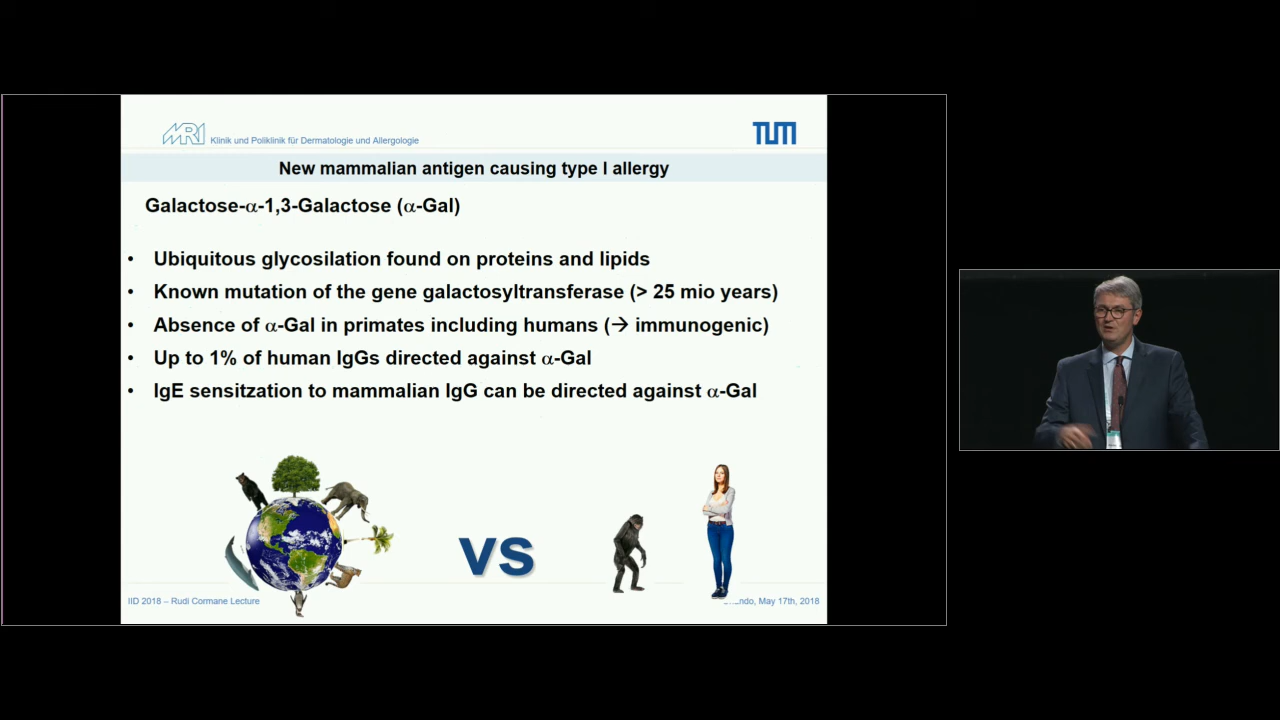 MRI Klinik und Poliklinik für Dermatologie und Allergologie
TUM
New mammalian antigen causing type I allergy
Galactose-α-1,3-Galactose (α-Gal)
• Ubiquitous glycosilation found on proteins and lipids
• Known mutation of the gene galactosyltransferase (> 25 mio years)
• Absence of α-Gal in primates including humans (→ immunogenic)
• Up to 1% of human IgGs directed against α-Gal
• IgE sensitzation to mammalian IgG can be directed against α-Gal
VS
IID 2018 – Rudi Cormane Lecture
ndo, May 17th, 2018